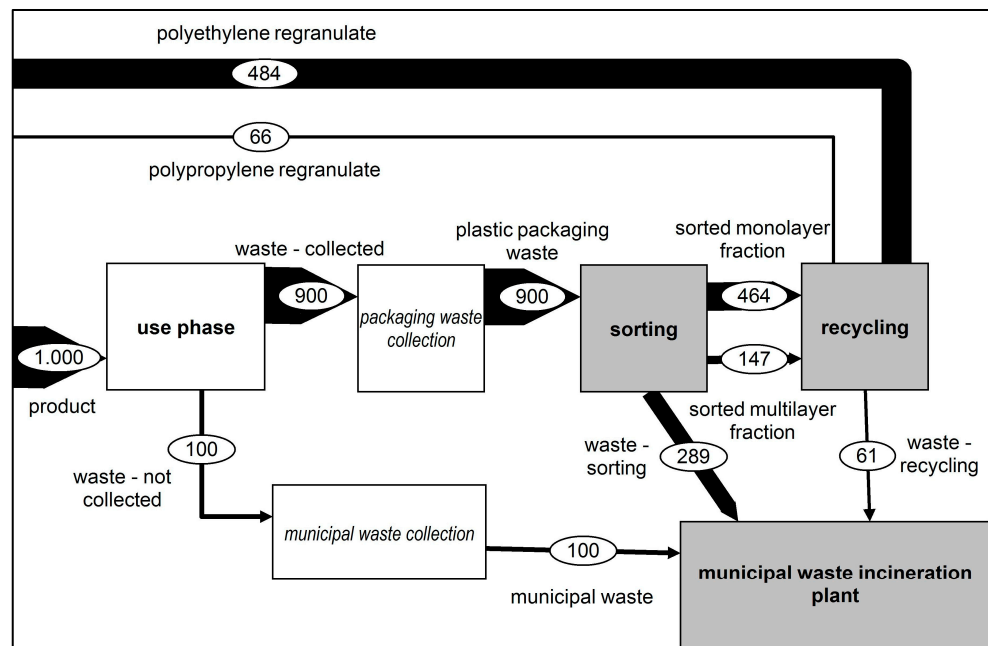 polyethylene regranulate
484
66
polypropylene regranulate
waste - collected
plastic packaging
waste
sorted monolayer
fraction
900
900
464
use phase
packaging waste
collection
sorting
recycling
1.000
147
product
sorted multilayer
fraction
100
waste - not
collected
waste -
sorting
289
61
waste -
recycling
municipal waste collection
100
municipal waste
municipal waste incineration
plant